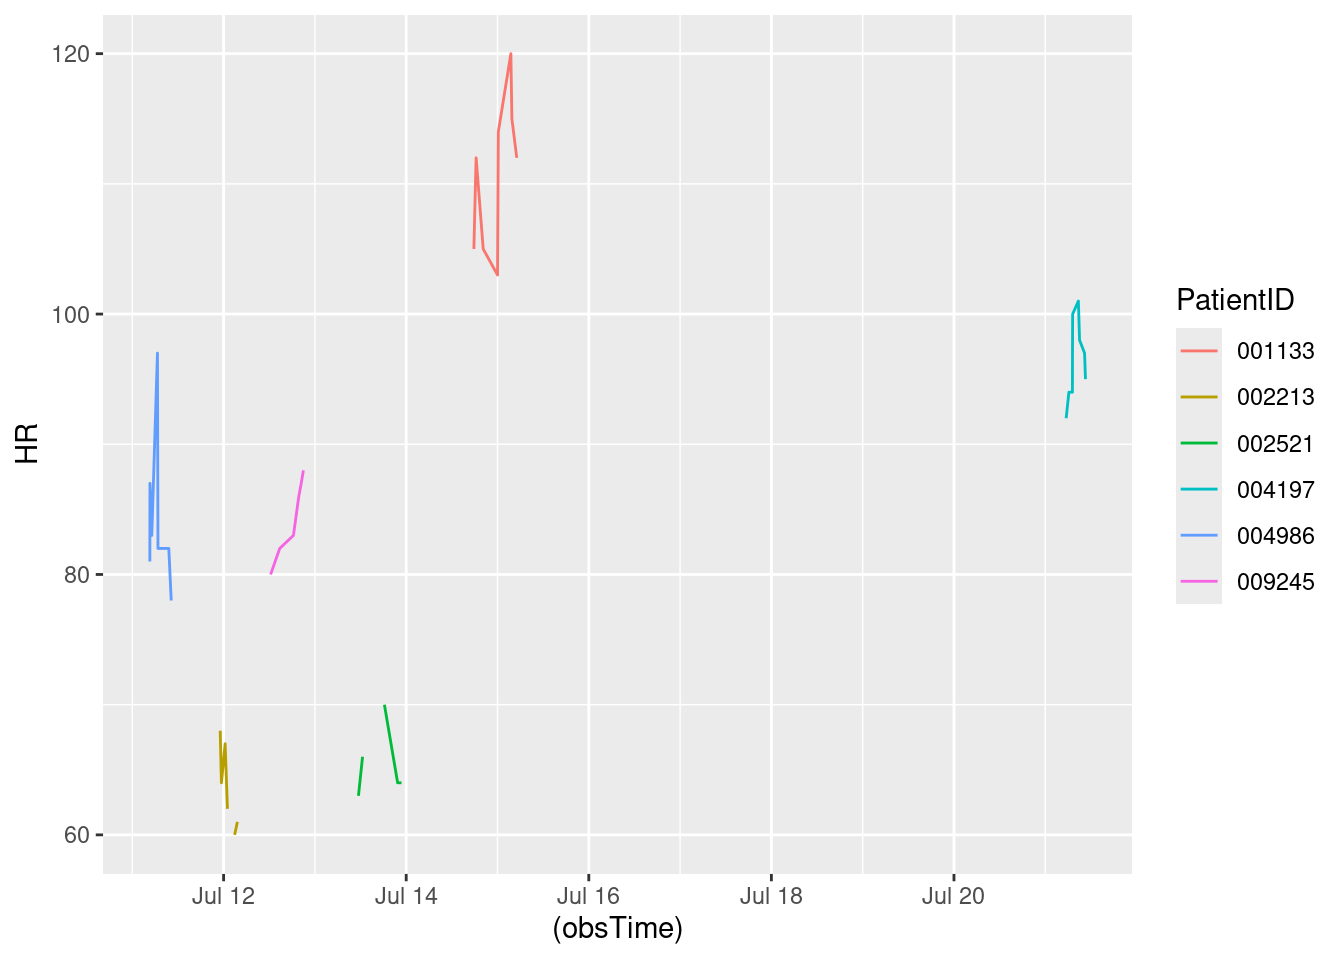 120
100
80
60
HR
Jul 12
Jul 14
Jul 16
Jul 18
Jul 20
(obsTime)
PatientID
001133
002213
002521
004197
004986
009245